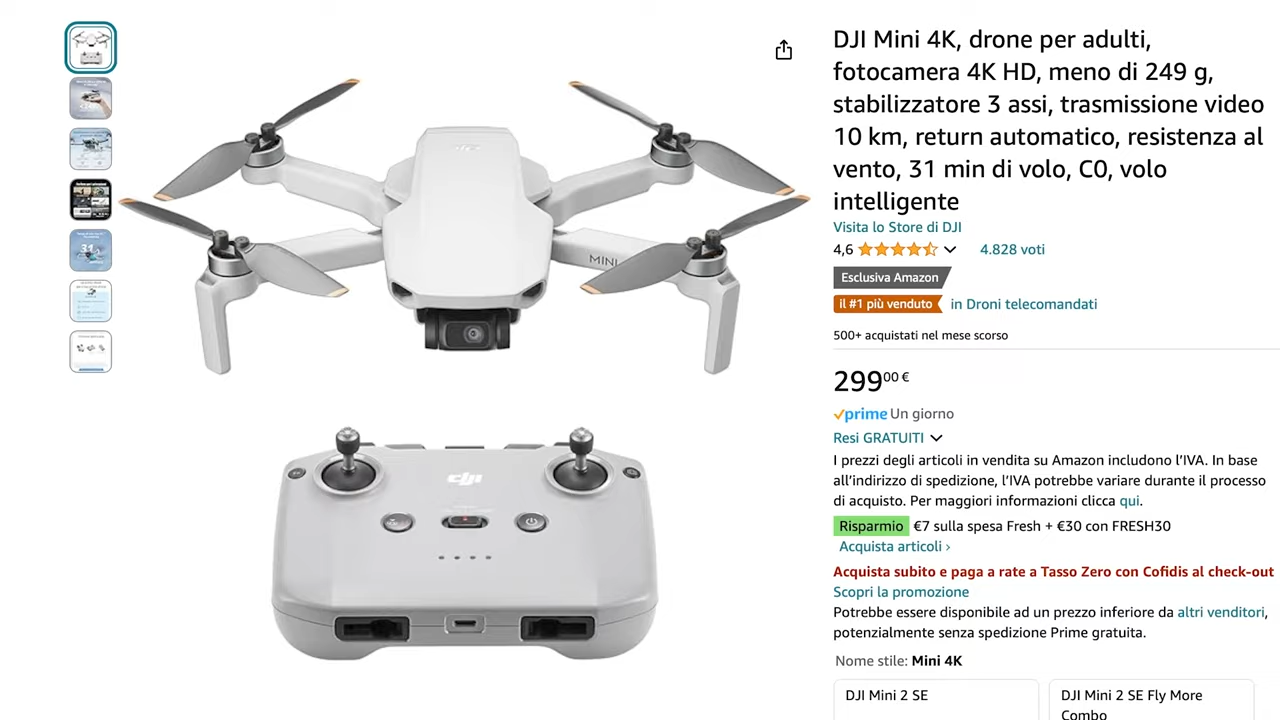 DJI Mini 4K, drone per adulti,
fotocamera 4K HD, meno di 249 g,
stabilizzatore 3 assi, trasmissione video
10 km, return automatico, resistenza al
vento, 31 min di volo, C0, volo
intelligente
Visita lo Store di DJI
4,6 4.828 voti
Esclusiva Amazon
il #1 più venduto in Droni telecomandati
500+ acquistati nel mese scorso
299,00 €
prime Un giorno
Resi GRATUITI
I prezzi degli articoli in vendita su Amazon includono l’IVA. In base
all’indirizzo di spedizione, l’IVA potrebbe variare durante il processo
di acquisto. Per maggiori informazioni clicca qui.
Risparmio €7 sulla spesa Fresh + €30 con FRESH30
Acquista articoli ›
Acquista subito e paga a rate a Tasso Zero con Cofidis al check-out
Scopri la promozione
Potrebbe essere disponibile ad un prezzo inferiore da altri venditori,
potenzialmente senza spedizione Prime gratuita.
Nome stile: Mini 4K
DJI Mini 2 SE
DJI Mini 2 SE Fly More
Combo
MINI
dji
31